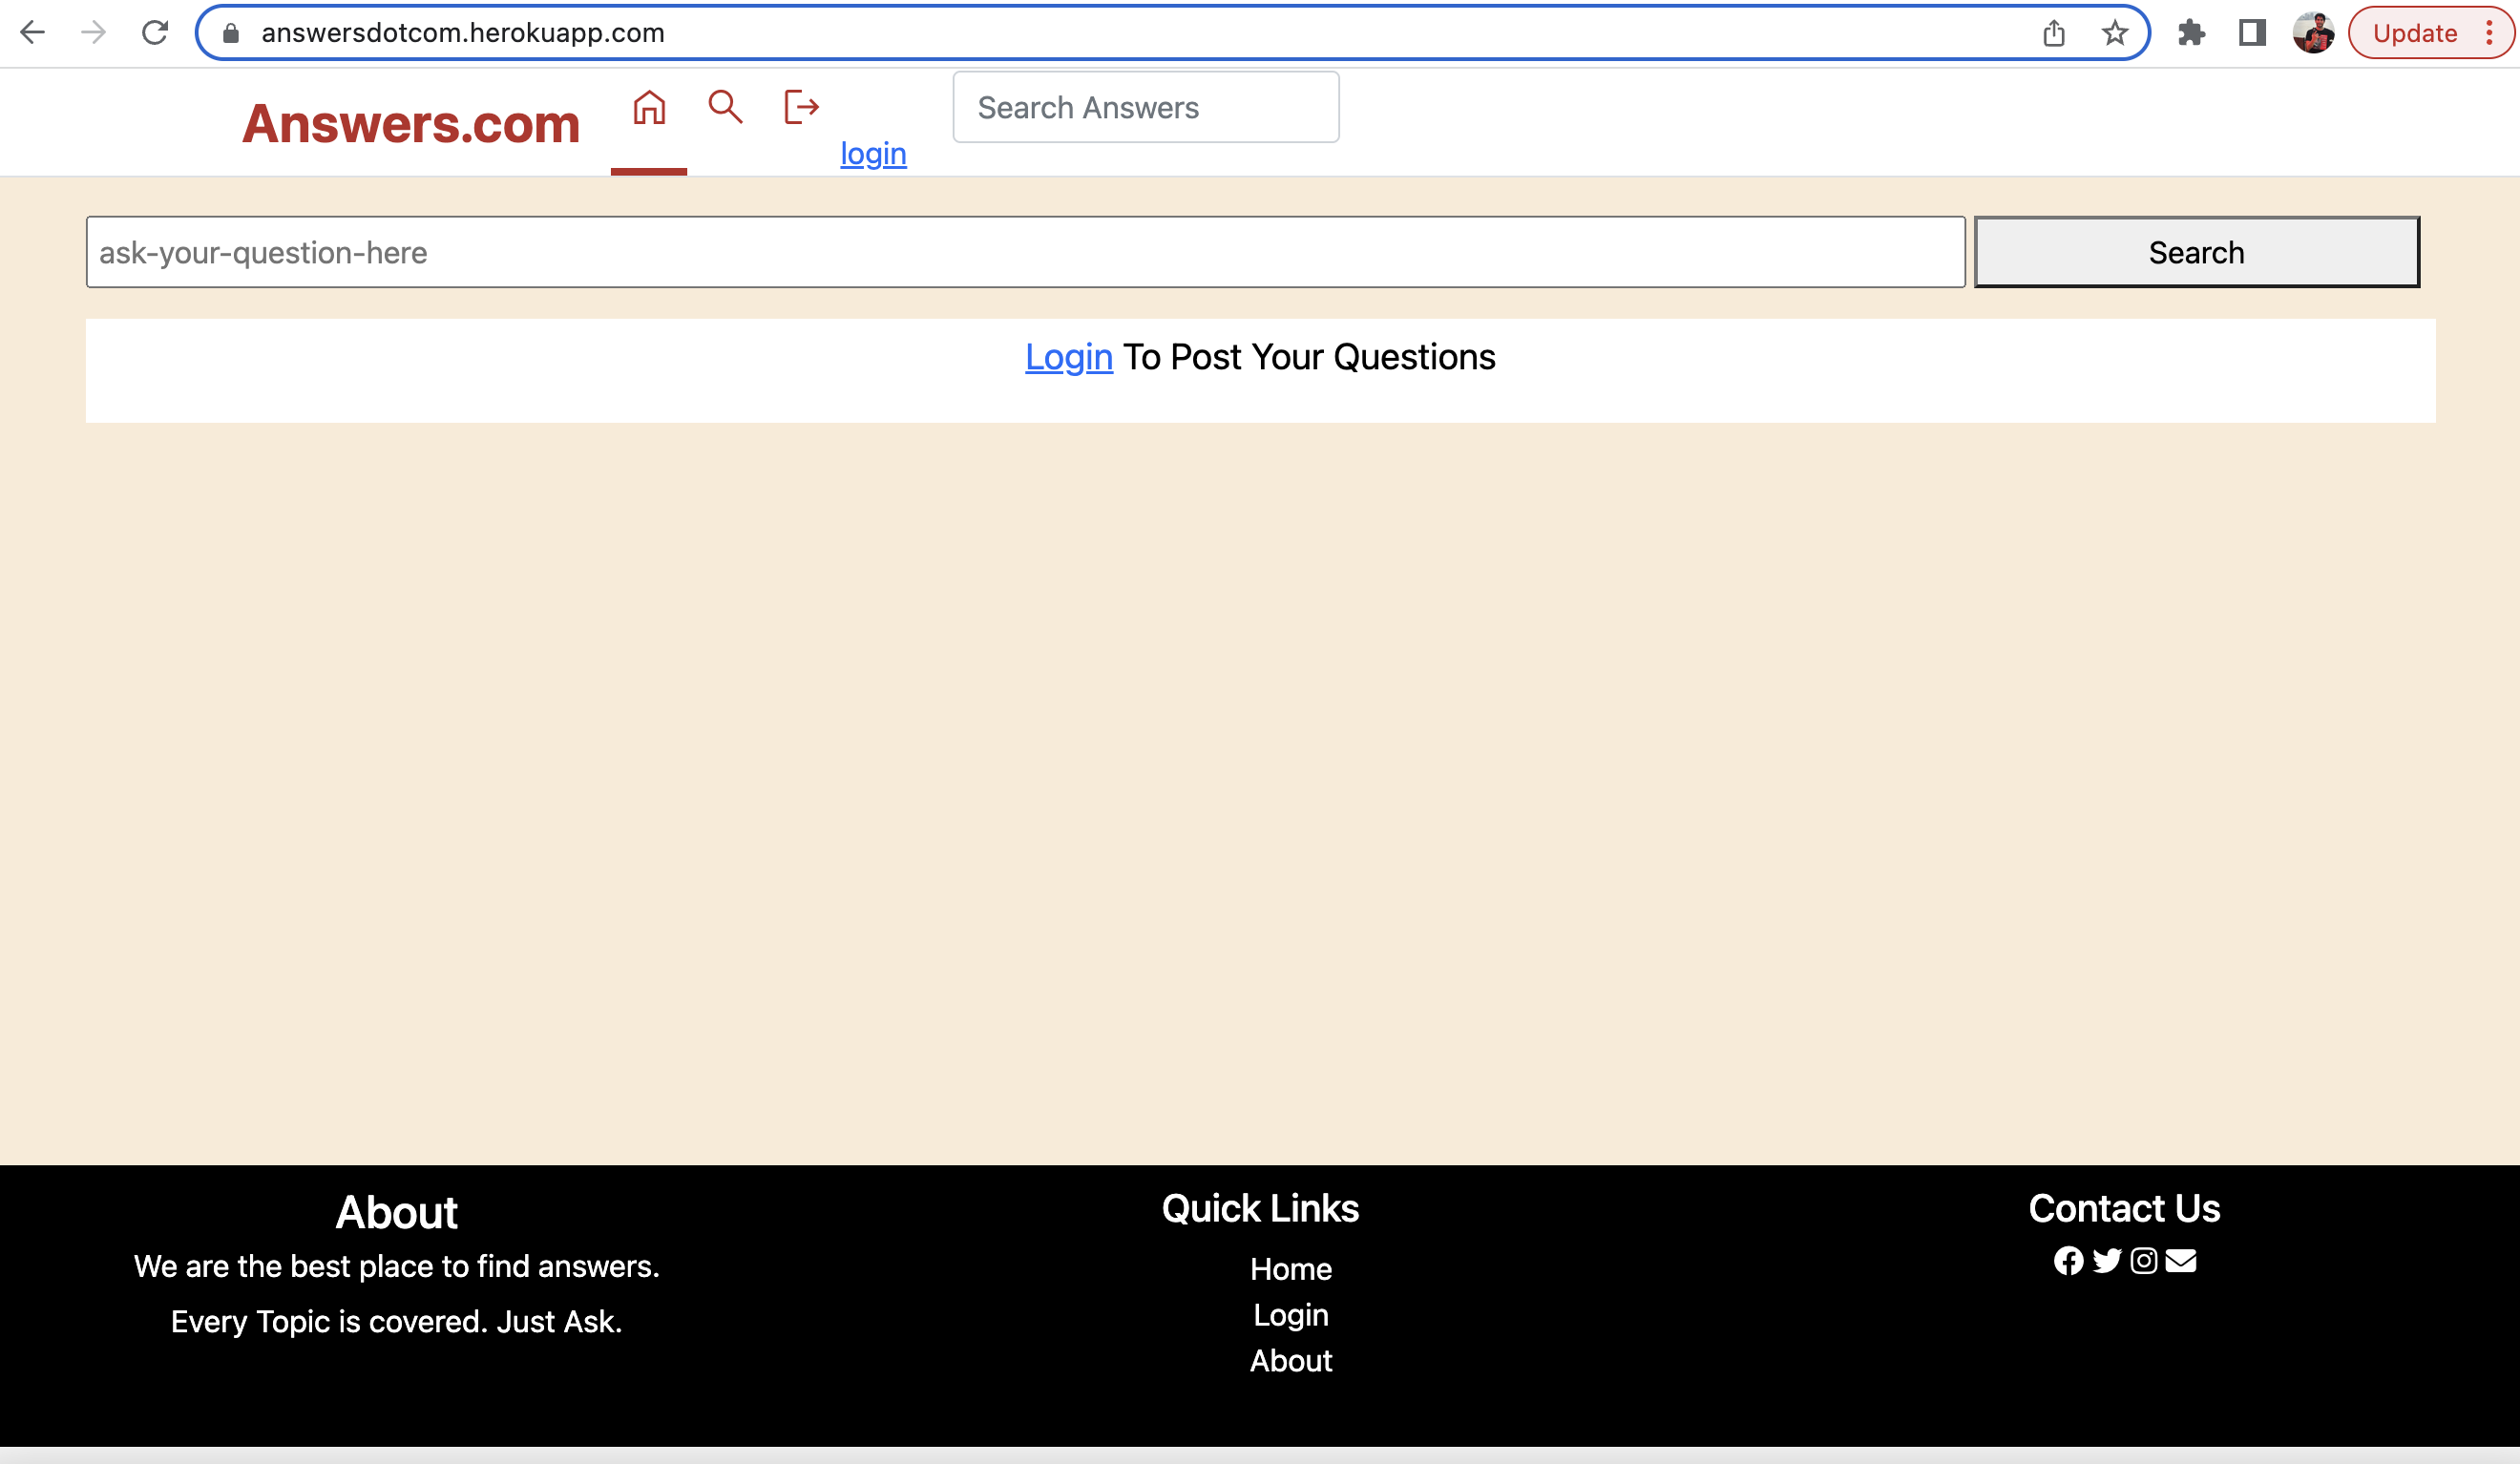 answersdotcom.herokuapp.com
Update
Answers.com
login
Search Answers
ask-your-question-here
Search
Login To Post Your Questions
About
We are the best place to find answers.
Every Topic is covered. Just Ask.
Quick Links
Home
Login
About
Contact Us